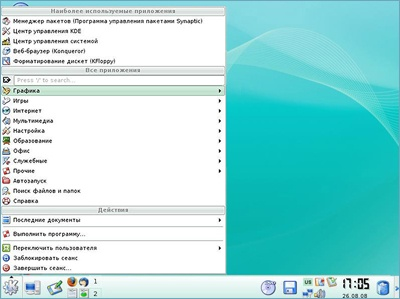 Наиболее используемые приложения
Менеджер пакетов (Программа управления пакетами Synaptic)
Центр управления KDE
Центр управления системой
Веб-браузер (Konqueror)
Форматирование дискет (KFloppy)
Все приложения
Press '/' to search...
Графика
Игры
Интернет
Мультимедиа
Настройка
Образование
Офис
Служебные
Прочие
Автозапуск
Поиск файлов и папок
Справка
Действия
Последние документы
Выполнить программу...
Переключить пользователя
Заблокировать сеанс
Завершить сеанс...
1
2
US
17:05
26.08.08